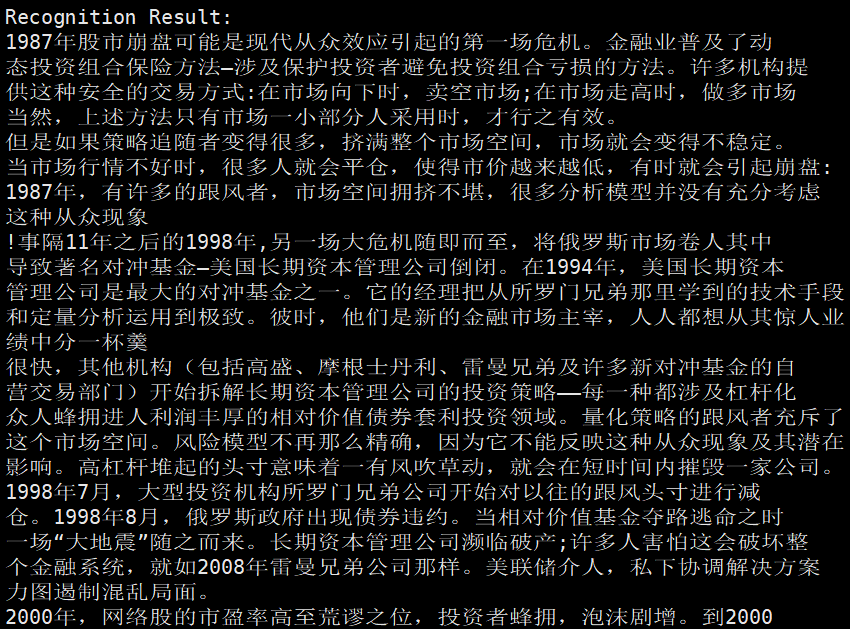 Recognition Result:
1987年股市崩盘可能是现代从众效应引起的第一场危机。金融业普及了动
态投资组合保险方法—涉及保护投资者避免投资组合亏损的方法。许多机构提
供这种安全的交易方式:在市场向下时，卖空市场;在市场走高时，做多市场
当然，上述方法只有市场一小部分人采用时，才行之有效。
但是如果策略追随者变得很多，挤满整个市场空间，市场就会变得不稳定。
当市场行情不好时，很多人就会平仓，使得市价越来越低，有时就会引起崩盘:
1987年，有许多的跟风者，市场空间拥挤不堪，很多分析模型并没有充分考虑
这种从众现象
!事隔11年之后的1998年,另一场大危机随即而至，将俄罗斯市场卷人其中
导致著名对冲基金—美国长期资本管理公司倒闭。在1994年，美国长期资本
管理公司是最大的对冲基金之一。它的经理把从所罗门兄弟那里学到的技术手段
和定量分析运用到极致。彼时，他们是新的金融市场主宰，人人都想从其惊人业
绩中分一杯羹
很快，其他机构（包括高盛、摩根士丹利、雷曼兄弟及许多新对冲基金的自
营交易部门）开始拆解长期资本管理公司的投资策略——每一种都涉及杠杆化
众人蜂拥进人利润丰厚的相对价值债券套利投资领域。量化策略的跟风者充斥了
这个市场空间。风险模型不再那么精确，因为它不能反映这种从众现象及其潜在
影响。高杠杆堆起的头寸意味着一有风吹草动，就会在短时间内摧毁一家公司。
1998年7月，大型投资机构所罗门兄弟公司开始对以往的跟风头寸进行减
仓。1998年8月，俄罗斯政府出现债券违约。当相对价值基金夺路逃命之时
一场“大地震”随之而来。长期资本管理公司濒临破产;许多人害怕这会破坏整
个金融系统，就如2008年雷曼兄弟公司那样。美联储介人，私下协调解决方案
力图遏制混乱局面。
2000年，网络股的市盈率高至荒谬之位，投资者蜂拥，泡沫剧增。到2000